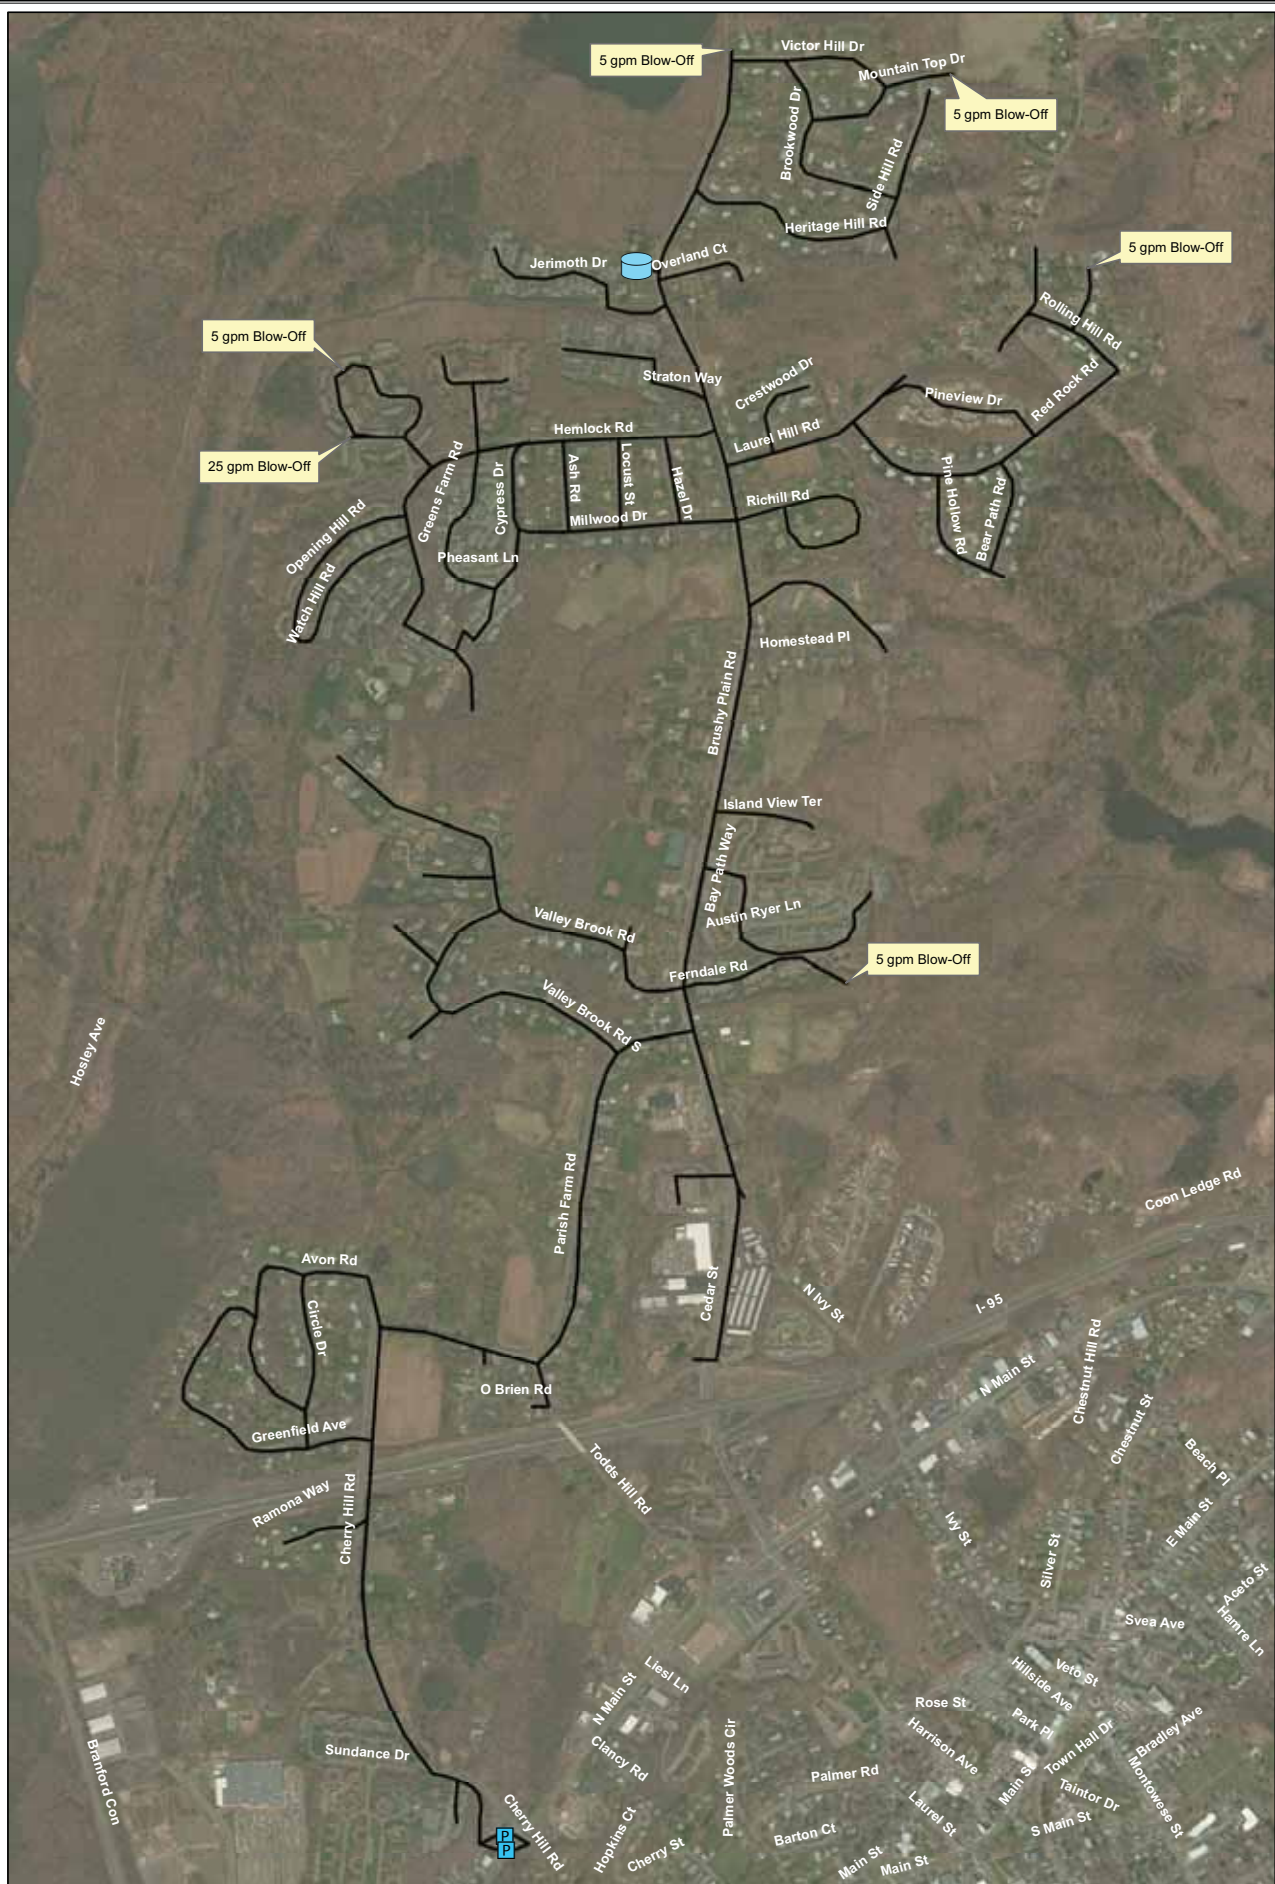 Victor Hill Dr
5 gpm Blow-Off
Mountain Top Dr
5 gpm Blow-Off
Brookwood Dr
Side Hill Rd
Heritage Hill Rd
5 gpm Blow-Off
Overland Ct
Jerimoth Dr
Rolling Hill Rd
5 gpm Blow-Off
Straton Way
Crestwood Dr
Pineview Dr
Red Rock Rd
Hemlock Rd
Laurel Hill Rd
25 gpm Blow-Off
Greens Farm Rd
Cypress Dr
Ash Rd
Locust St
Hazel Dr
Richill Rd
Pine Hollow Rd
Bear Path Rd
Millwood Dr
Opening Hill Rd
Pheasant Ln
Watch Hill Rd
Homestead Pl
Brushy Plain Rd
Island View Ter
Bay Path Way
Austin Ryer Ln
Valley Brook Rd
Ferndale Rd
5 gpm Blow-Off
Valley Brook Rd S
Hosley Ave
Parish Farm Rd
Coon Ledge Rd
Avon Rd
Cedar St
N Ivy St
I-95
Circle Dr
Chestnut Hill Rd
N Main St
O Brien Rd
Greenfield Ave
Chestnut St
Beach Pl
Todds Hill Rd
Ramona Way
Cherry Hill Rd
Ivy St
E Main St
Silver St
Aceto St
Svea Ave
Hamre Ln
Liesl Ln
Veto St
Hillside Ave
N Main St
Rose St
Park Pl
Harrison Ave
Town Hall Dr
Bradley Ave
Sundance Dr
Clancy Rd
Palmer Woods Cir
Palmer Rd
Main S
Montowese St
Taintor Dr
Branford Con
Cherry Hill Rd
Hopkins Ct
Laurel St
S Main St
Barton Ct
Cherry St
Main St
Main St
P
P